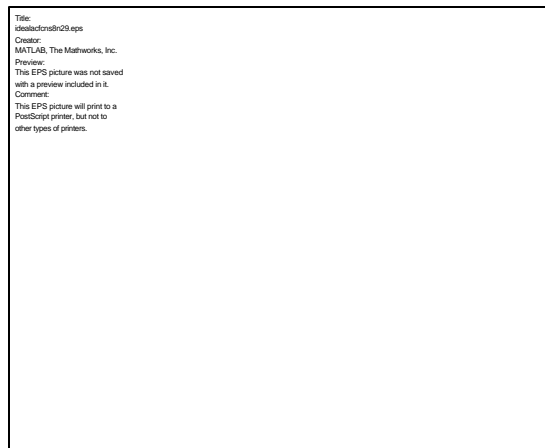 Title:
idealacfcns8n29.eps
Creator:
MATLAB, The Mathworks, Inc.
Preview:
This EPS picture was not saved
with a preview included in it.
Comment:
This EPS picture will print to a
PostScript printer, but not to
other types of printers.